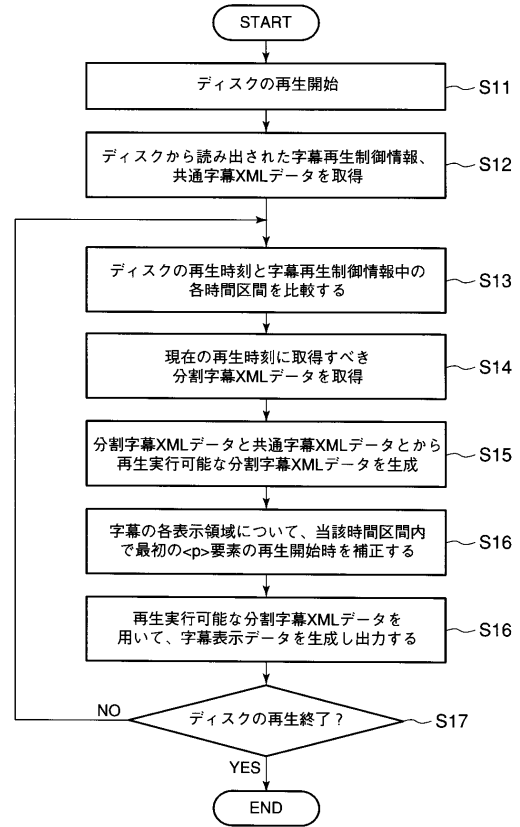 START
ディスクの再生開始
S11
ディスクから読み出された字幕再生制御情報、
共通字幕XMLデータを取得
S12
ディスクの再生時刻と字幕再生制御情報中の
各時間区間を比較する
S13
現在の再生時刻に取得すべき
分割字幕XMLデータを取得
S14
分割字幕XMLデータと共通字幕XMLデータとから
再生実行可能な分割字幕XMLデータを生成
S15
字幕の各表示領域について、当該時間区間内
で最初の<p>要素の再生開始時を補正する
S16
再生実行可能な分割字幕XMLデータを
用いて、字幕表示データを生成し出力する
S16
NO
ディスクの再生終了？
S17
YES
END